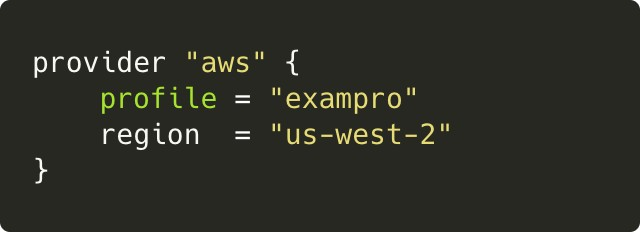 provider "aws" {
    profile = "exampro"
    region  = "us-west-2"
}